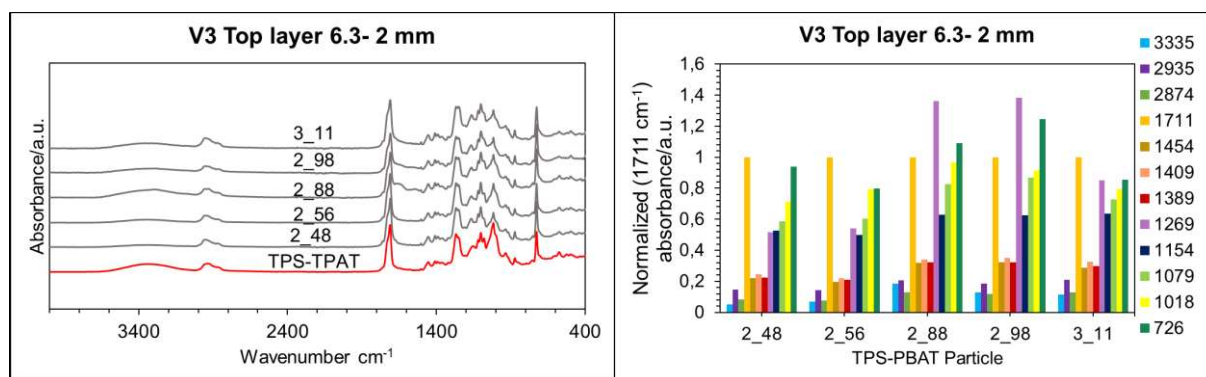 V3 Top layer 6.3- 2 mm
Absorbance/a.u.
3_11
2_98
2_88
2_56
2_48
TPS-TPAT
3400 2400 1400 400
Wavenumber cm-1
V3 Top layer 6.3- 2 mm
Normalized (1711 cm-1)
absorbance/a.u.
1,6
1,4
1,2
1
0,8
0,6
0,4
0,2
0
2_48 2_56 2_88 2_98 3_11
TPS-PBAT Particle
3335
2935
2874
1711
1454
1409
1389
1269
1154
1079
1018
726